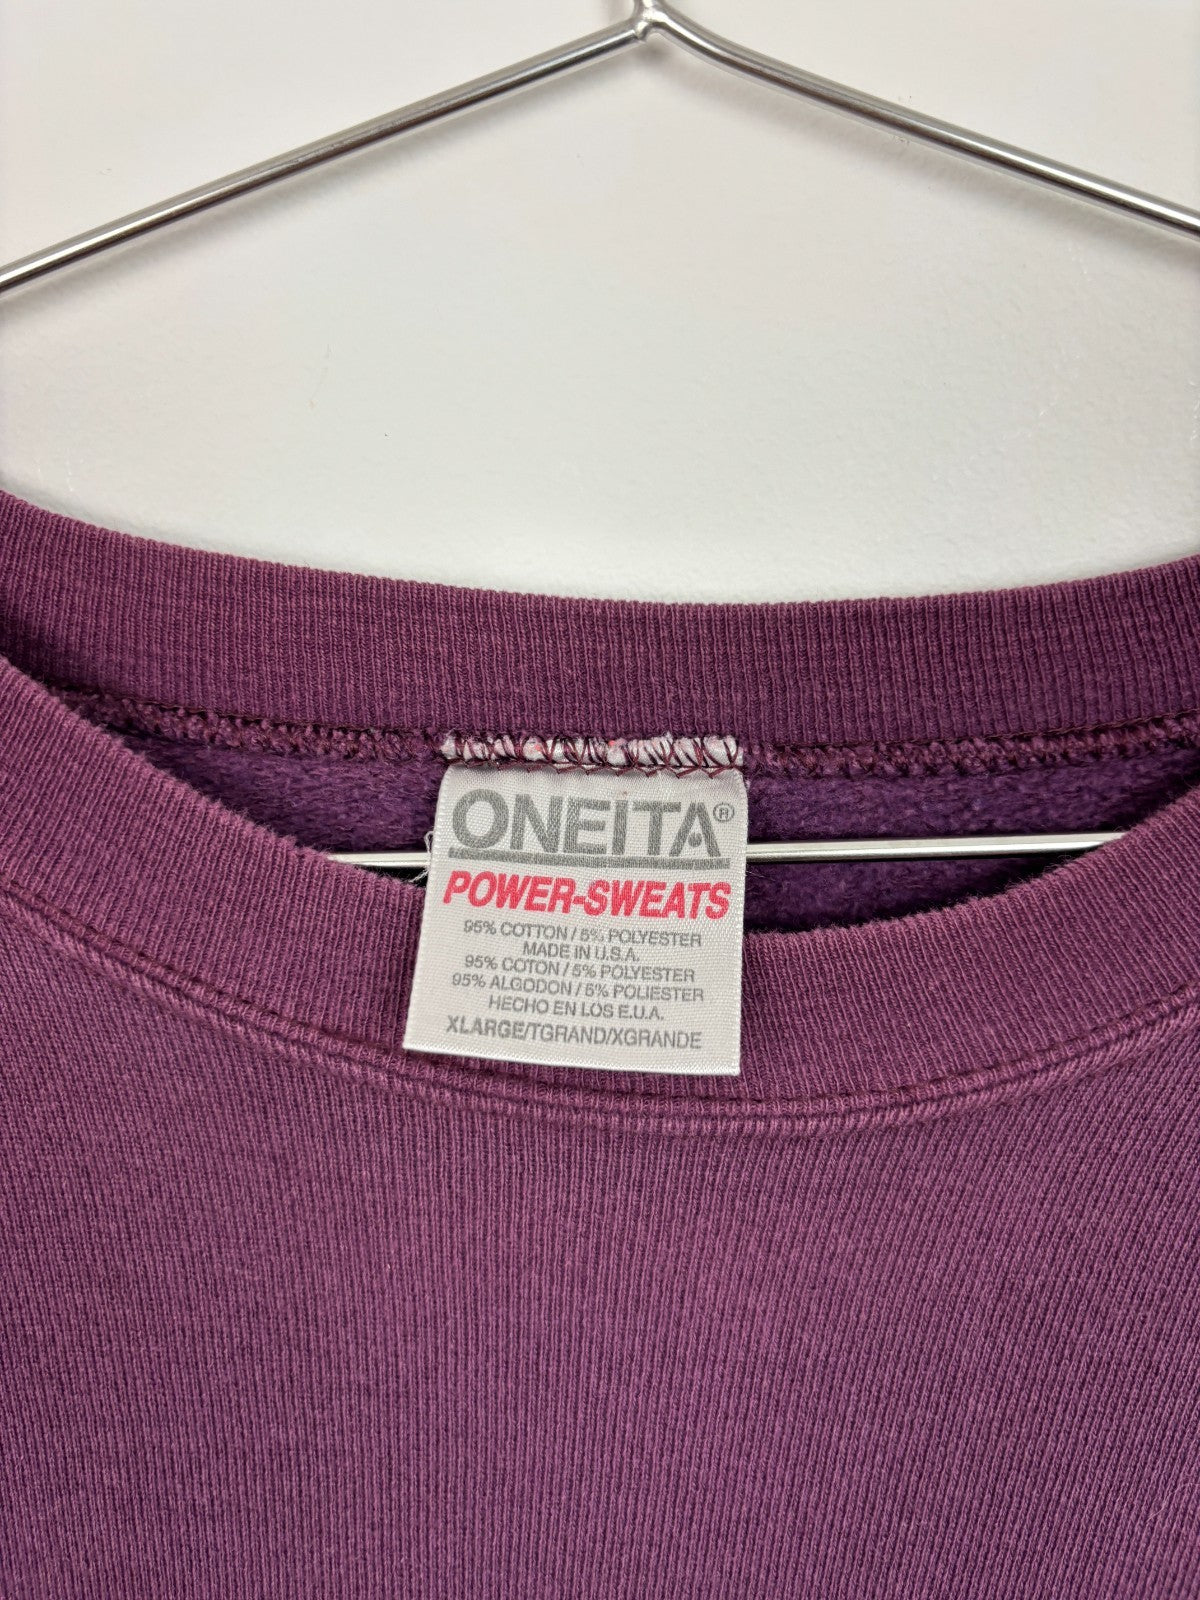 ONEITA®
POWER-SWEATS
95% COTTON / 5% POLYESTER
MADE IN U.S.A.
95% COTON / 5% POLYESTER
95% ALGODON / 5% POLIESTER
HECHO EN LOS E.U.A.
XLARGE/TGRAND/XGRANDE